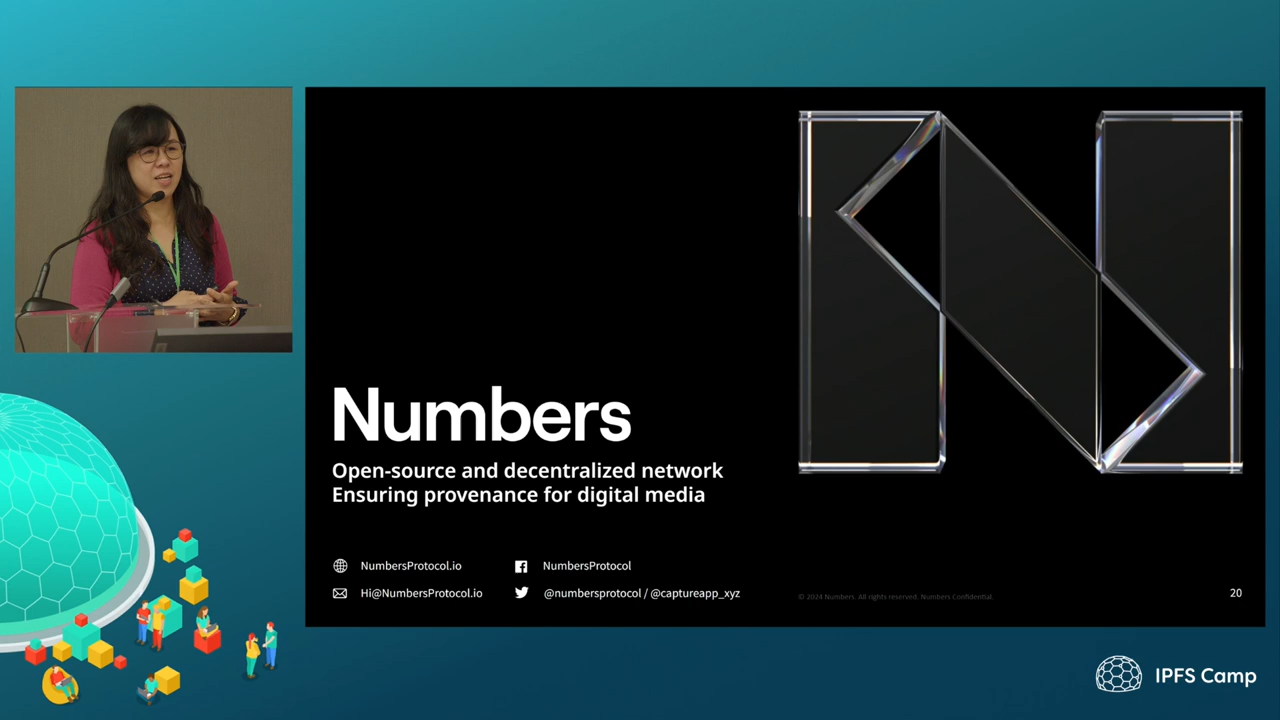 Numbers
Open-source and decentralized network
Ensuring provenance for digital media
NumbersProtocol.io
NumbersProtocol
Hi@NumbersProtocol.io
@numbersprotocol / @captureapp_xyz
© 2024 Numbers. All rights reserved. Numbers Confidential.
20
IPFS Camp